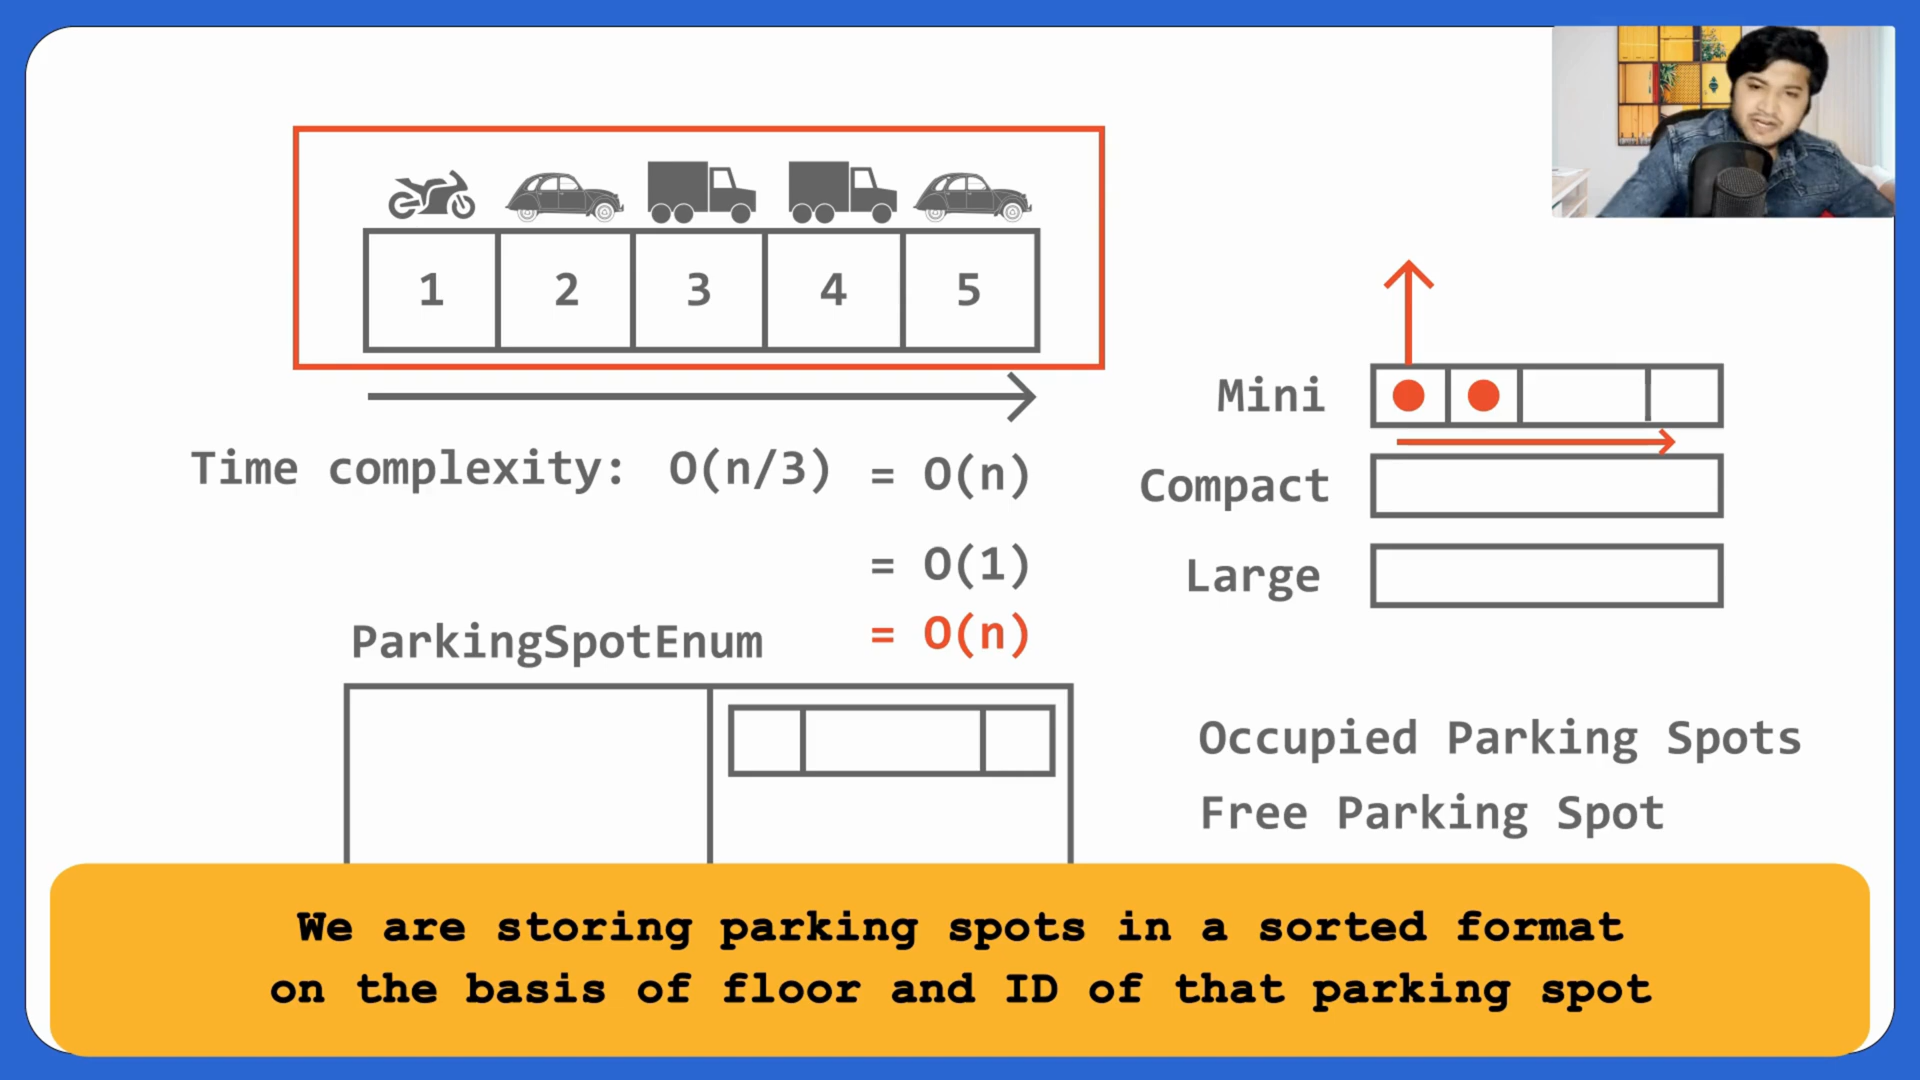 1 2 3 4 5
Time complexity: O(n/3) = O(n)
= O(1)
= O(n)
ParkingSpotEnum
Mini
Compact
Large
Occupied Parking Spots
Free Parking Spot
We are storing parking spots in a sorted format
on the basis of floor and ID of that parking spot